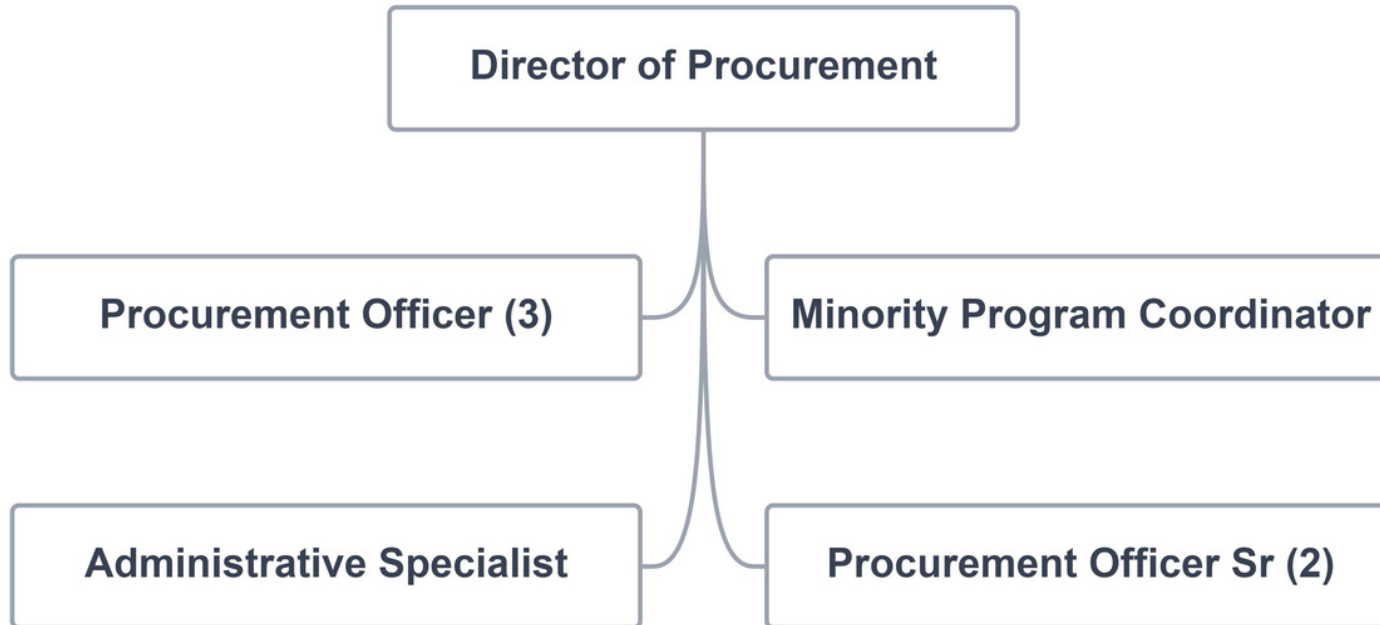 Director of Procurement
Procurement Officer (3)
Minority Program Coordinator
Administrative Specialist
Procurement Officer Sr (2)